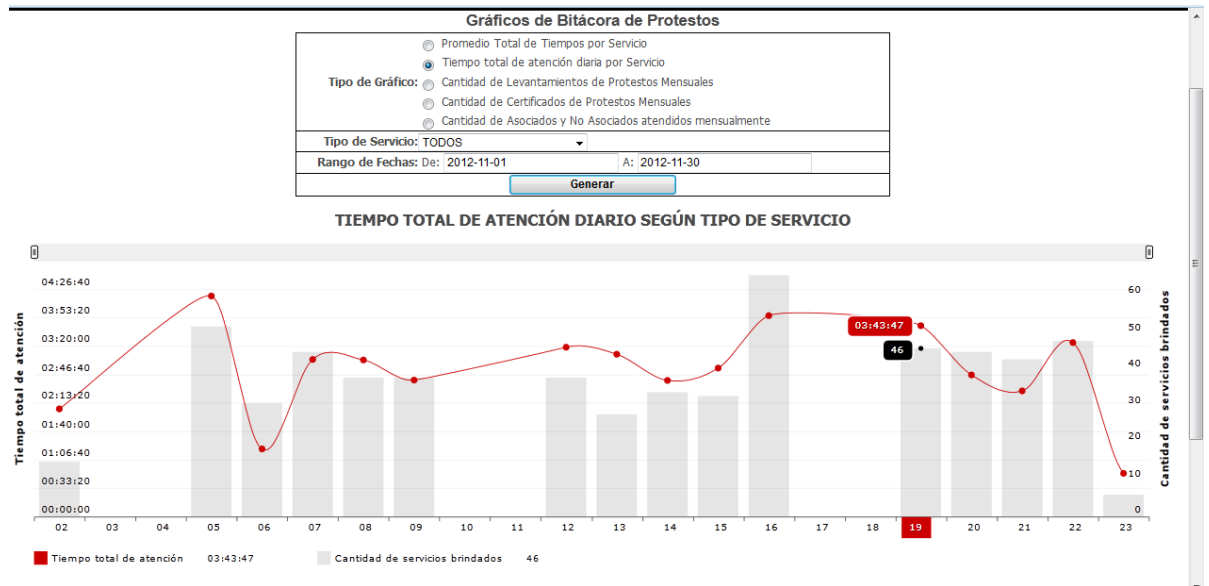 Gráficos de Bitácora de Protestos
Tipo de Gráfico:
Promedio Total de Tiempos por Servicio
Tiempo total de atención diaria por Servicio
Cantidad de Levantamientos de Protestos Mensuales
Cantidad de Certificados de Protestos Mensuales
Cantidad de Asociados y No Asociados atendidos mensualmente
Tipo de Servicio: TODOS
Rango de Fechas: De: 2012-11-01 A: 2012-11-30
Generar
TIEMPO TOTAL DE ATENCIÓN DIARIO SEGÚN TIPO DE SERVICIO
Tiempo total de atención
04:26:40
03:53:20
03:20:00
02:46:40
02:13:20
01:40:00
01:06:40
00:33:20
00:00:00
03:43:47
46
60
50
40
30
20
10
0
Cantidad de servicios brindados
02 03 04 05 06 07 08 09 10 11 12 13 14 15 16 17 18 19 20 21 22 23
Tiempo total de atención 03:43:47 Cantidad de servicios brindados 46